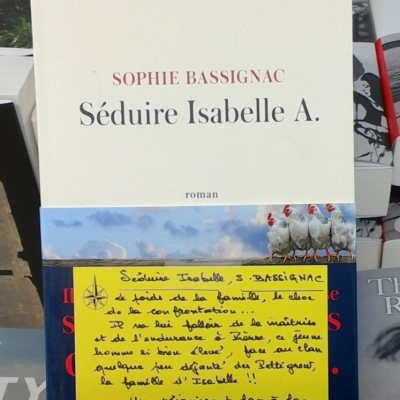 SOPHIE BASSIGNAC
Séduire Isabelle A.
roman
Séduire Isabelle, S. BASSIGNAC
Le poids de la famille, le choc
de la confrontation...
Il va lui falloir de la maîtrise
et de l'endurance à Pierre, ce jeune
homme si bien élevé, face au clan
quelque peu déjanté des Pettigrew,
la famille d'Isabelle !!